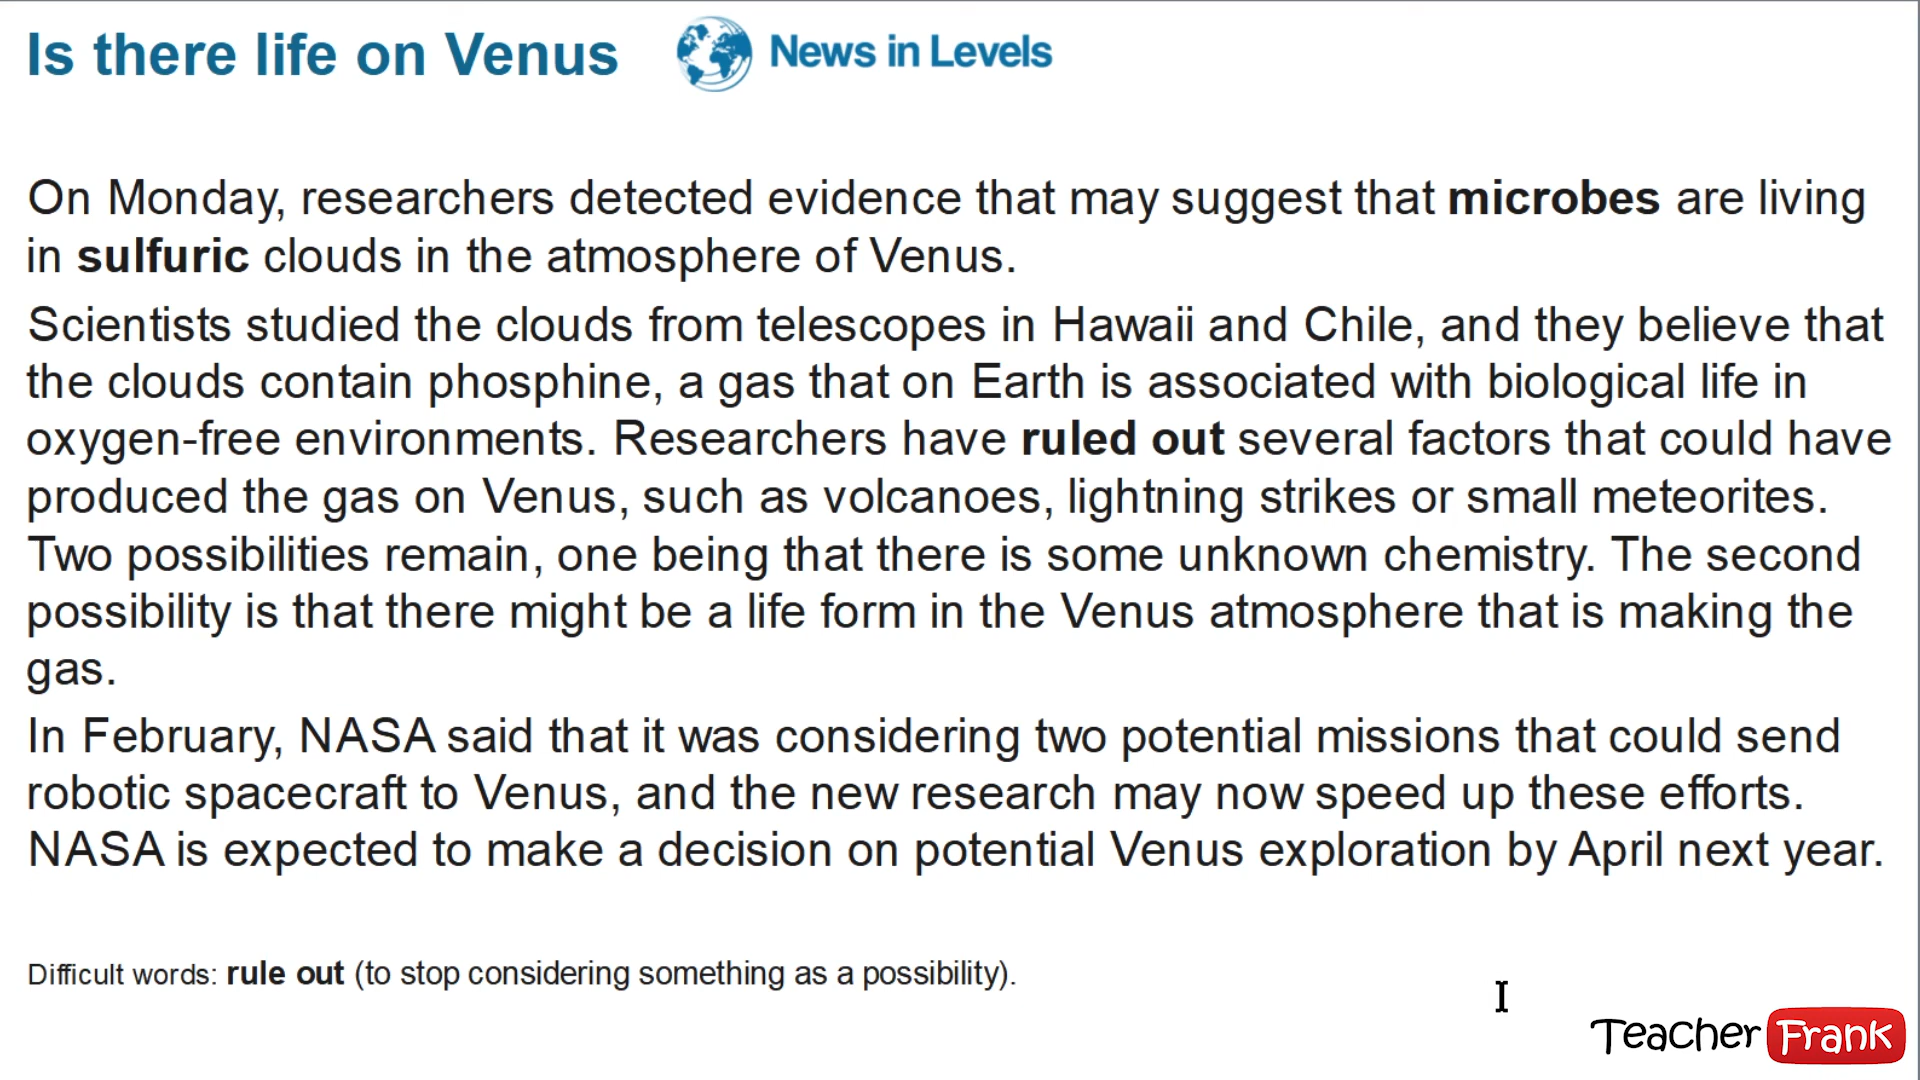 Is there life on Venus
News in Levels
On Monday, researchers detected evidence that may suggest that microbes are living
in sulfuric clouds in the atmosphere of Venus.
Scientists studied the clouds from telescopes in Hawaii and Chile, and they believe that
the clouds contain phosphine, a gas that on Earth is associated with biological life in
oxygen-free environments. Researchers have ruled out several factors that could have
produced the gas on Venus, such as volcanoes, lightning strikes or small meteorites.
Two possibilities remain, one being that there is some unknown chemistry. The second
possibility is that there might be a life form in the Venus atmosphere that is making the
gas.
In February, NASA said that it was considering two potential missions that could send
robotic spacecraft to Venus, and the new research may now speed up these efforts.
NASA is expected to make a decision on potential Venus exploration by April next year.
Difficult words: rule out (to stop considering something as a possibility).
Teacher Frank